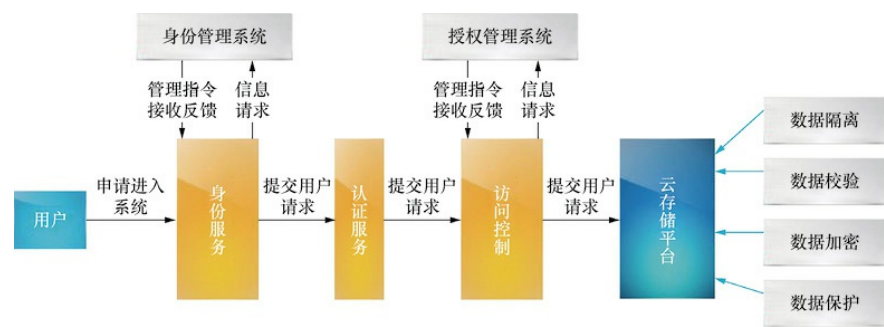 身份管理系统
授权管理系统
管理指令
接收反馈
信息
请求
管理指令
接收反馈
信息
请求
数据隔离
数据校验
数据加密
数据保护
用户
申请进入
系统
身份服务
提交用户
请求
认证服务
提交用户
请求
访问控制
提交用户
请求
云存储平台